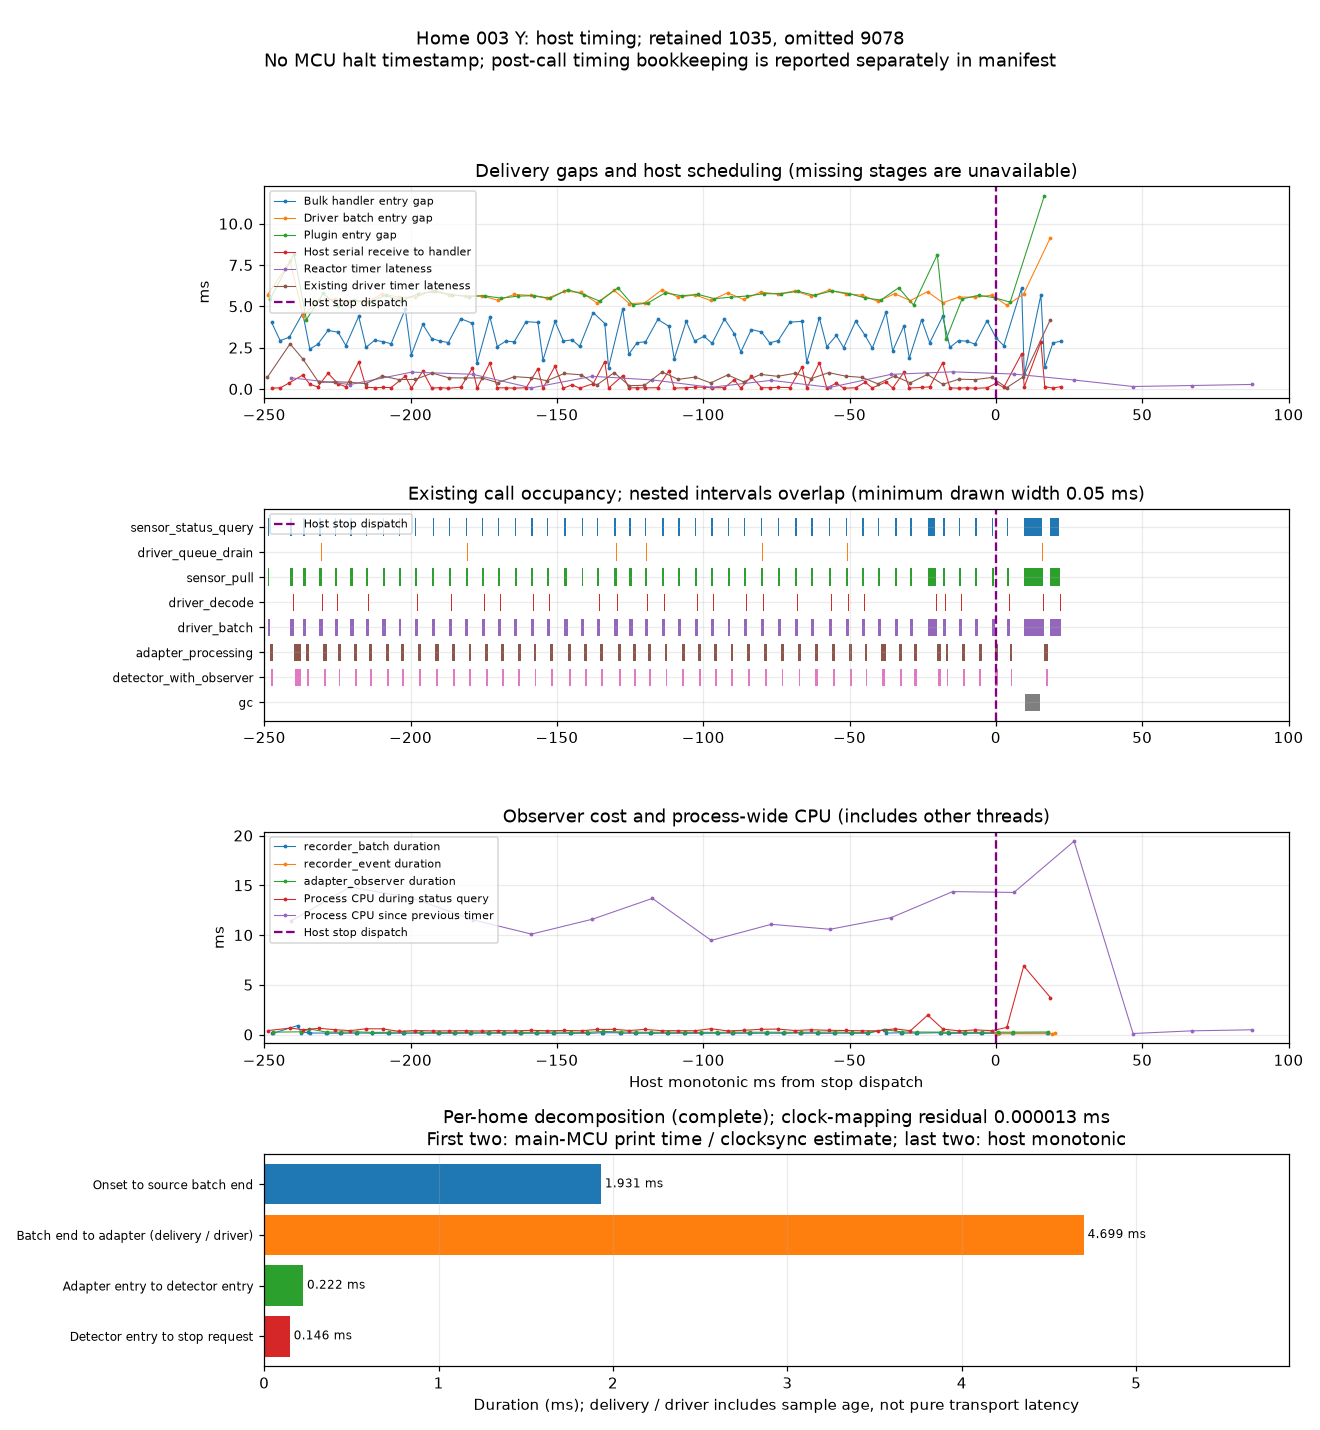 Home 003 Y: host timing; retained 1035, omitted 9078
No MCU halt timestamp; post-call timing bookkeeping is reported separately in manifest
Delivery gaps and host scheduling (missing stages are unavailable)
Bulk handler entry gap
Driver batch entry gap
Plugin entry gap
Host serial receive to handler
Reactor timer lateness
Existing driver timer lateness
Host stop dispatch
ms
10.0
7.5
5.0
2.5
0.0
−250 −200 −150 −100 −50 0 50 100
Existing call occupancy; nested intervals overlap (minimum drawn width 0.05 ms)
Host stop dispatch
sensor_status_query
driver_queue_drain
sensor_pull
driver_decode
driver_batch
adapter_processing
detector_with_observer
gc
−250 −200 −150 −100 −50 0 50 100
Observer cost and process-wide CPU (includes other threads)
recorder_batch duration
recorder_event duration
adapter_observer duration
Process CPU during status query
Process CPU since previous timer
Host stop dispatch
ms
20
15
10
5
0
−250 −200 −150 −100 −50 0 50 100
Host monotonic ms from stop dispatch
Per-home decomposition (complete); clock-mapping residual 0.000013 ms
First two: main-MCU print time / clocksync estimate; last two: host monotonic
Onset to source batch end 1.931 ms
Batch end to adapter (delivery / driver) 4.699 ms
Adapter entry to detector entry 0.222 ms
Detector entry to stop request 0.146 ms
0 1 2 3 4 5
Duration (ms); delivery / driver includes sample age, not pure transport latency